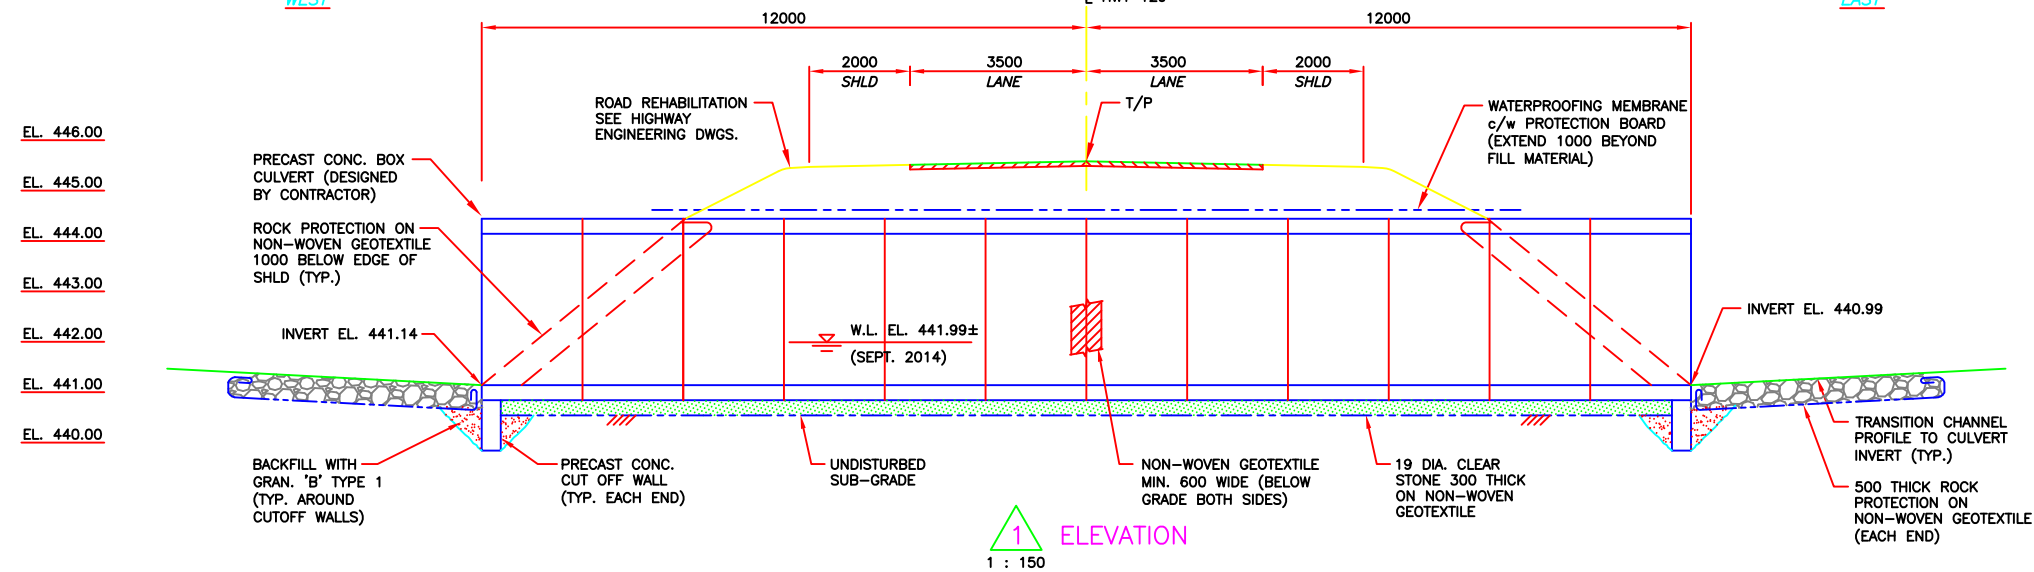 WEST
EAST
12000
12000
2000
SHLD
3500
LANE
3500
LANE
2000
SHLD
ROAD REHABILITATION
SEE HIGHWAY
ENGINEERING DWGS.
T/P
WATERPROOFING MEMBRANE
c/w PROTECTION BOARD
(EXTEND 1000 BEYOND
FILL MATERIAL)
EL. 446.00
EL. 445.00
EL. 444.00
EL. 443.00
EL. 442.00
EL. 441.00
EL. 440.00
PRECAST CONC. BOX
CULVERT (DESIGNED
BY CONTRACTOR)
ROCK PROTECTION ON
NON-WOVEN GEOTEXTILE
1000 BELOW EDGE OF
SHLD (TYP.)
INVERT EL. 441.14
W.L. EL. 441.99±
(SEPT. 2014)
INVERT EL. 440.99
BACKFILL WITH
GRAN. 'B' TYPE 1
(TYP. AROUND
CUTOFF WALLS)
PRECAST CONC.
CUT OFF WALL
(TYP. EACH END)
UNDISTURBED
SUB-GRADE
NON-WOVEN GEOTEXTILE
MIN. 600 WIDE (BELOW
GRADE BOTH SIDES)
19 DIA. CLEAR
STONE 300 THICK
ON NON-WOVEN
GEOTEXTILE
TRANSITION CHANNEL
PROFILE TO CULVERT
INVERT (TYP.)
500 THICK ROCK
PROTECTION ON
NON-WOVEN GEOTEXTILE
(EACH END)
1 ELEVATION
1 : 150